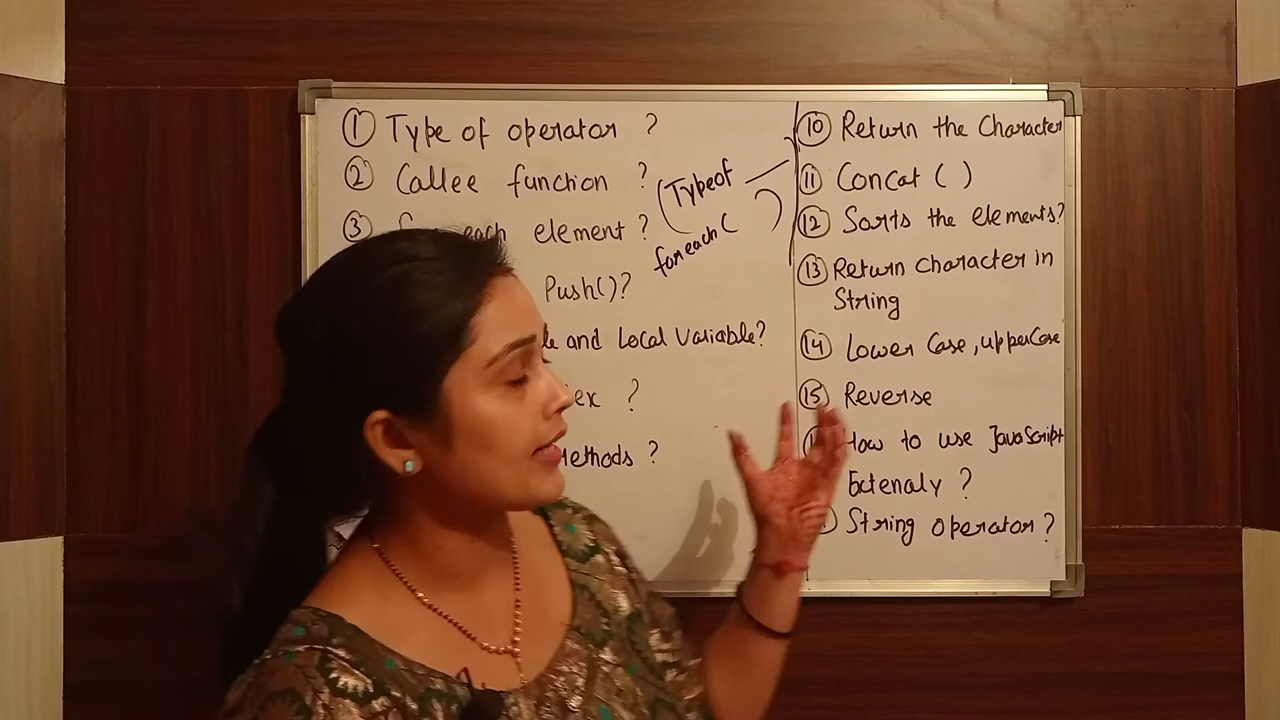 ① Type of operator ?
② Callee function ?
③ each element ?
Push()?
and Local Variable?
ex ?
Methods ?
(Typeof
foreach( )
⑩ Return the Character
⑪ Concat ( )
⑫ Sorts the elements?
⑬ Return Character in
String
⑭ Lower Case, upperCase
⑮ Reverse
How to use JavaScript
Extenaly ?
String operator ?